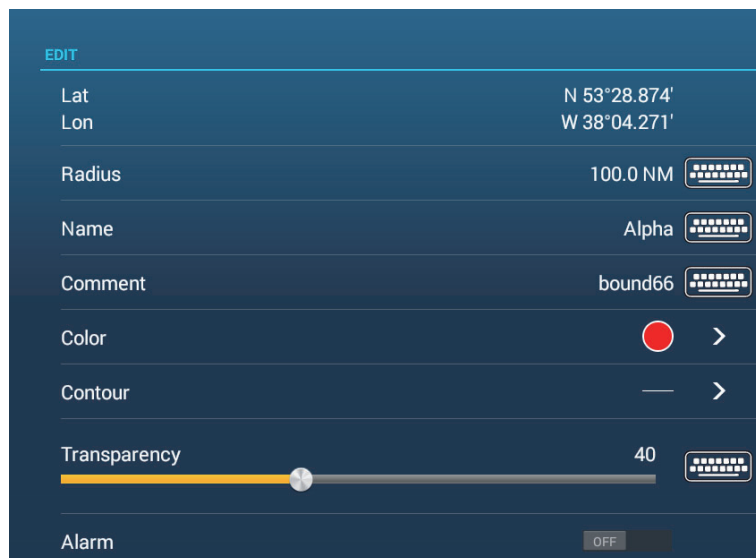 EDIT
Lat N 53°28.874'
Lon W 38°04.271'
Radius 100.0 NM
Name Alpha
Comment bound66
Color
Contour
Transparency 40
Alarm OFF